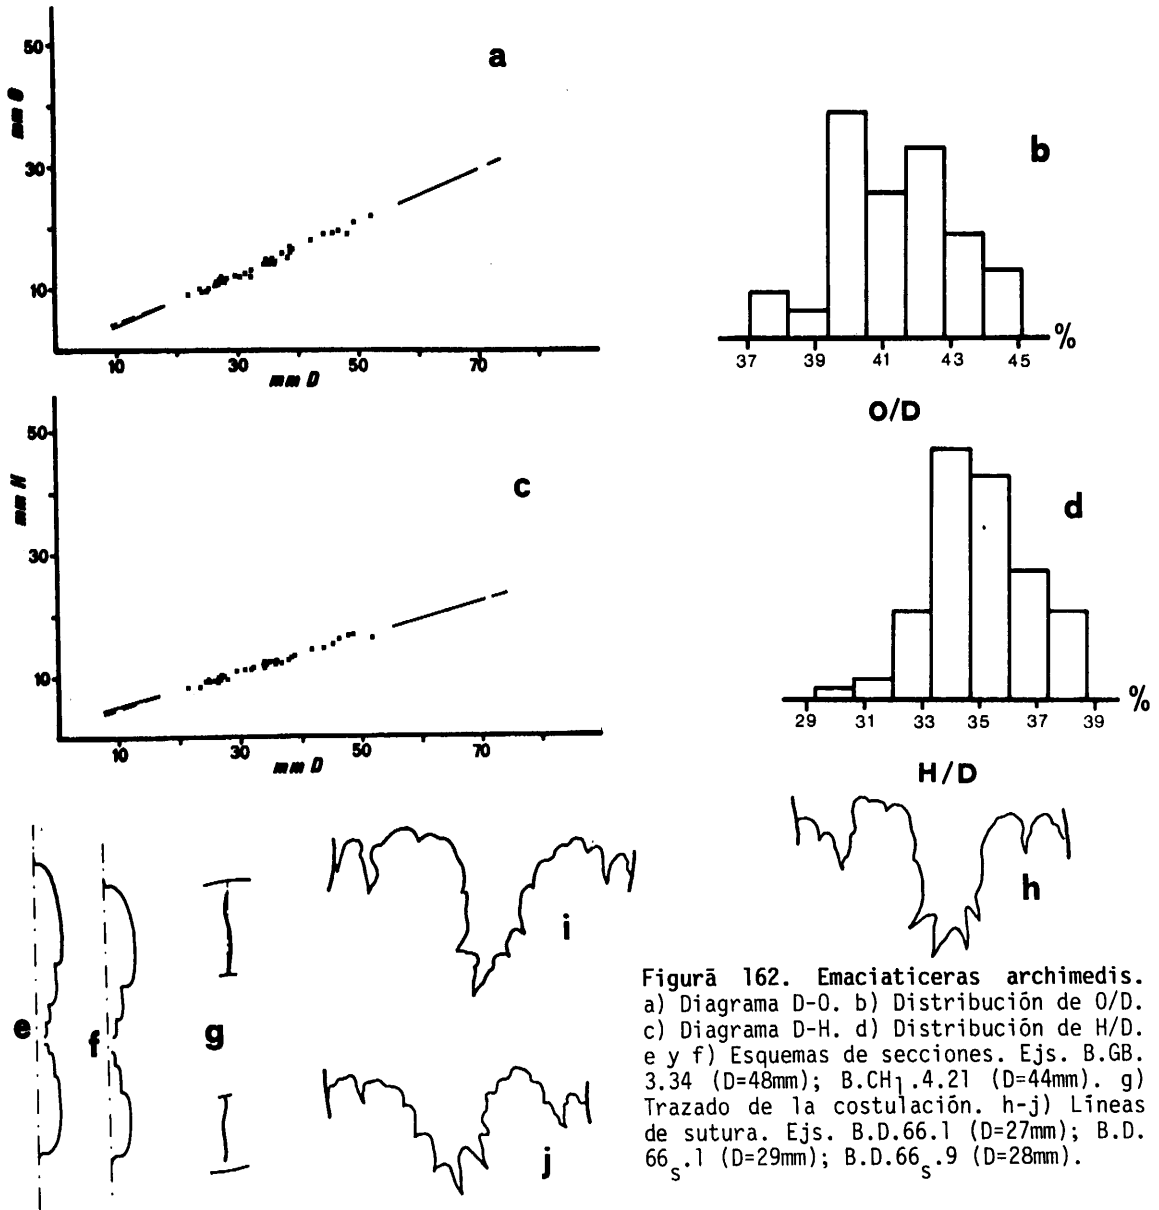 50
a
mm O
30
10
10 30 50 70
mm D
b
37 39 41 43 45 %
O/D
50
c
mm H
30
10
10 30 50 70
mm D
d
29 31 33 35 37 39 %
H/D
e
f
g
i
j
h
Figurā 162. Emaciaticeras archimedis.
a) Diagrama D-O. b) Distribución de O/D.
c) Diagrama D-H. d) Distribución de H/D.
e y f) Esquemas de secciones. Ejs. B.GB.
3.34 (D=48mm); B.CH1.4.21 (D=44mm). g)
Trazado de la costulación. h-j) Líneas
de sutura. Ejs. B.D.66.1 (D=27mm); B.D.
66s.1 (D=29mm); B.D.66s.9 (D=28mm).